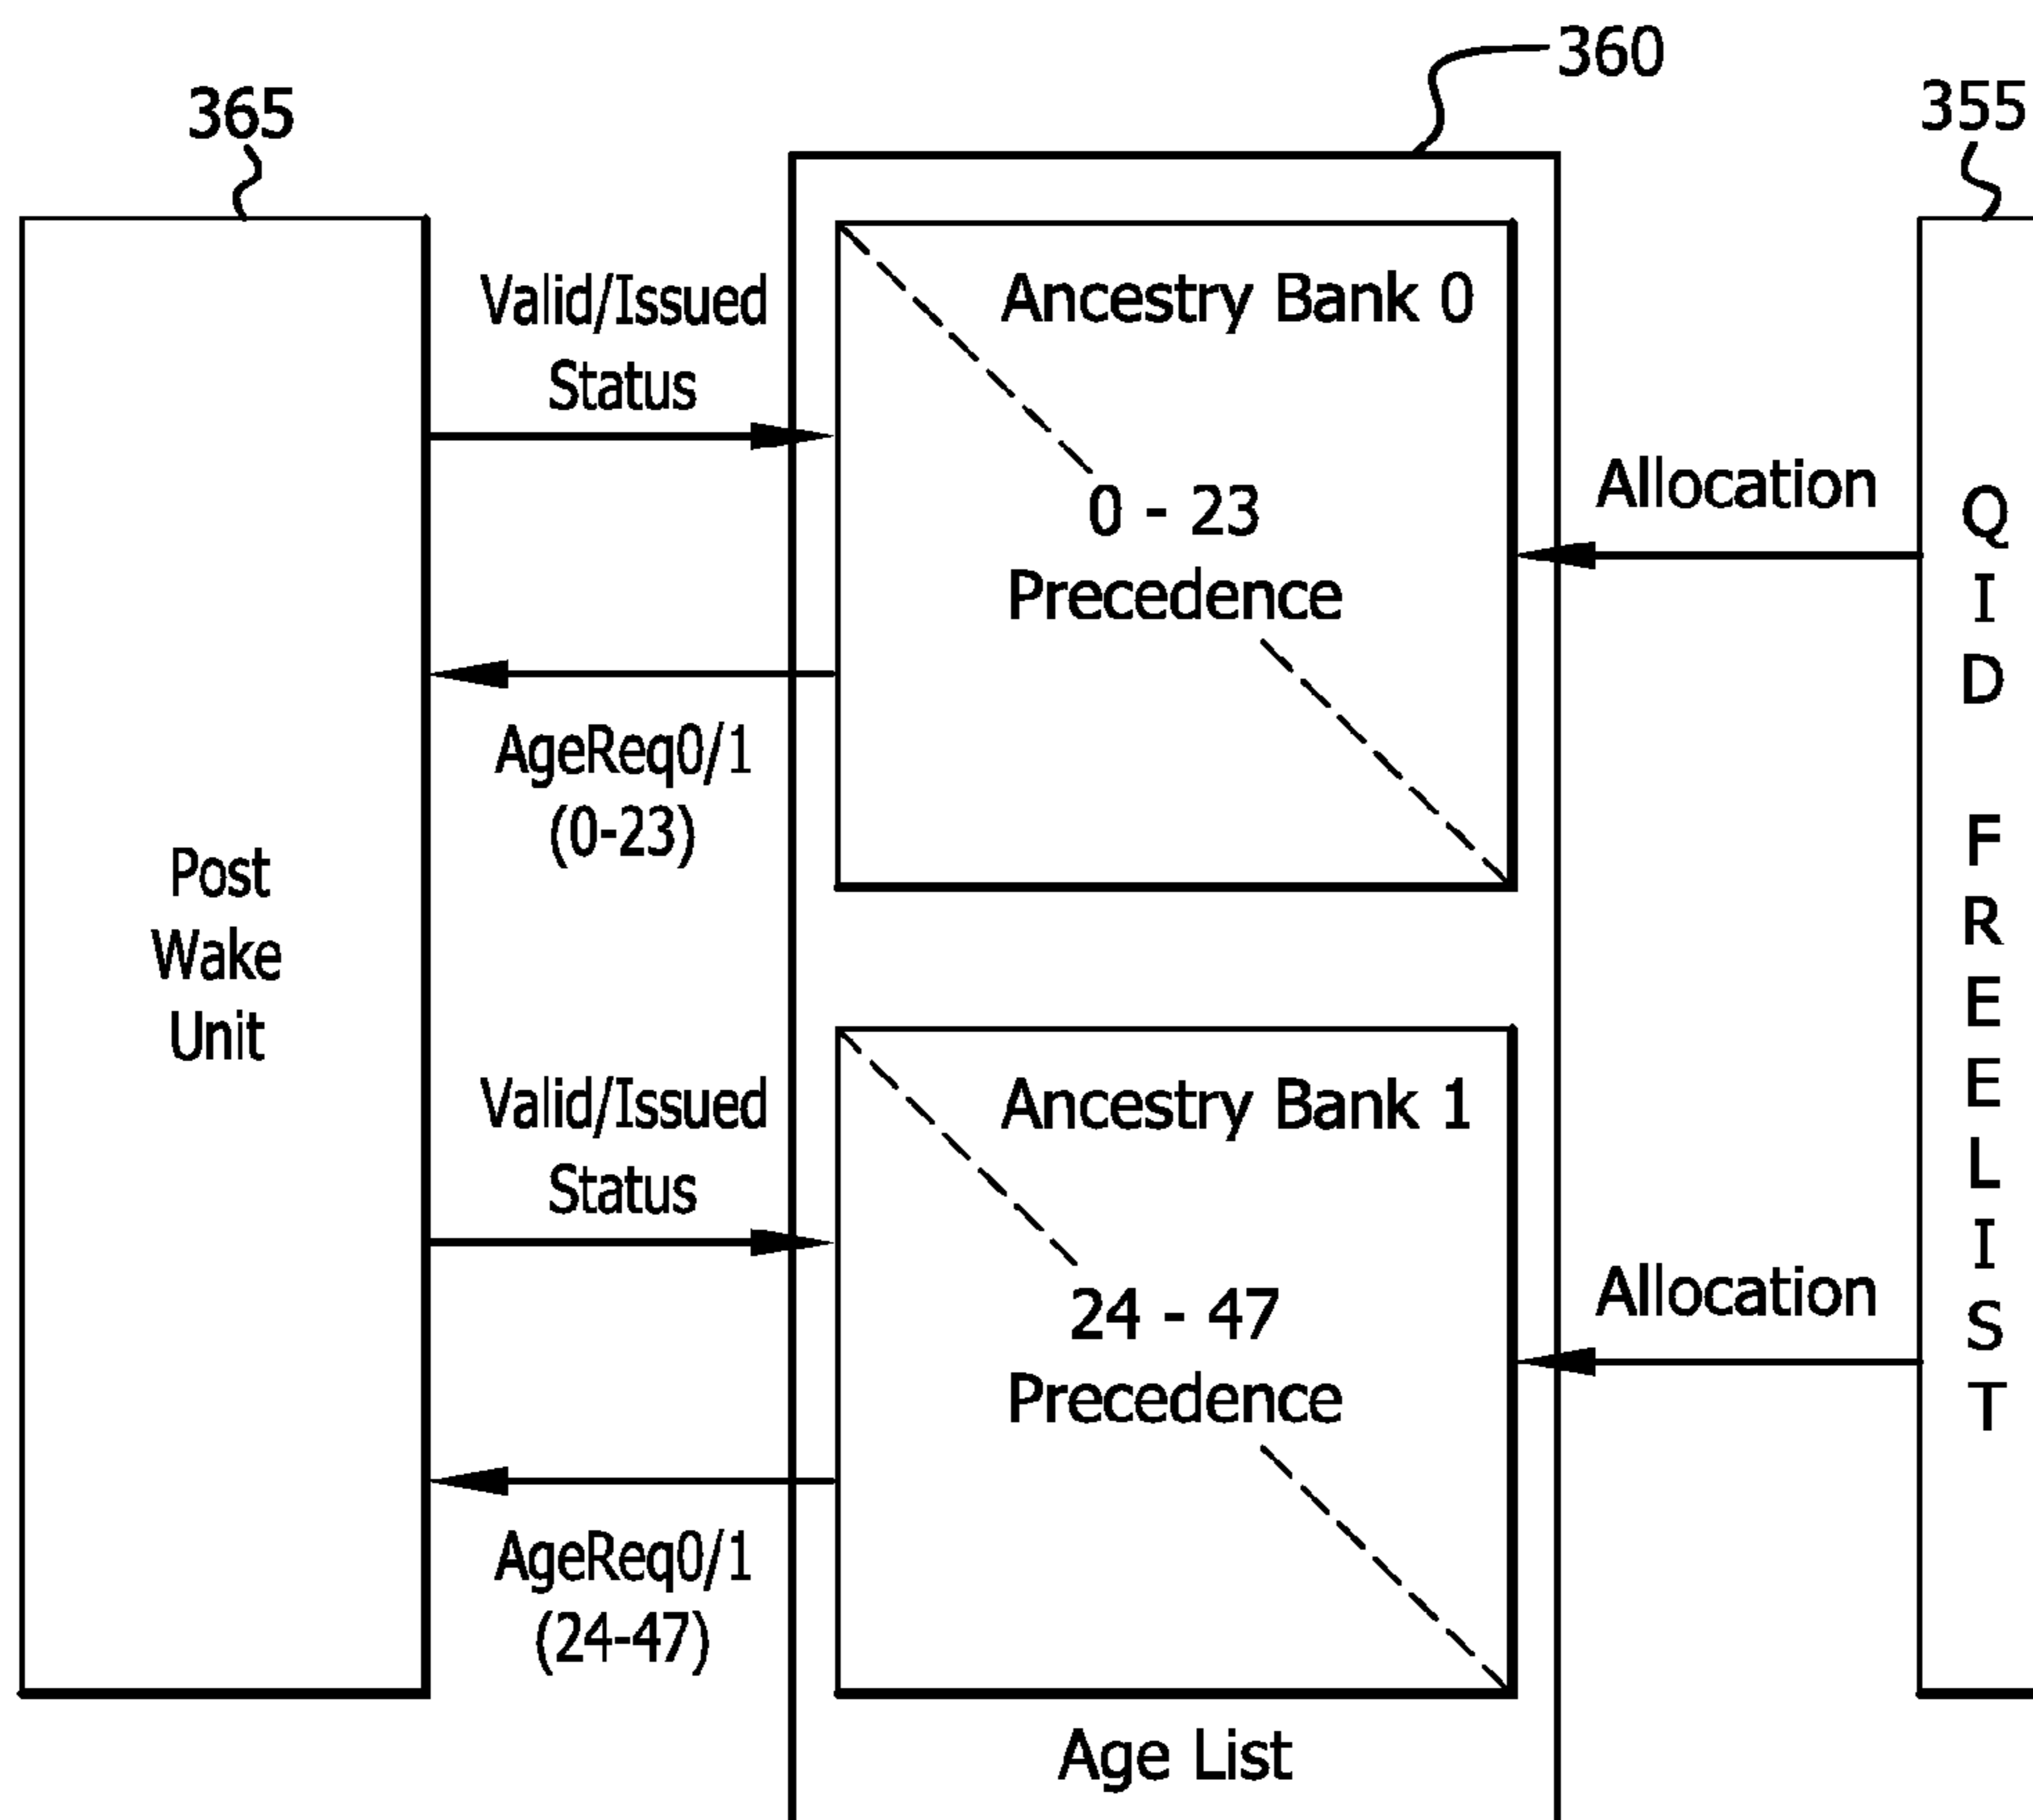 360
365
355
Valid/Issued
Status
Ancestry Bank 0
0 - 23
Precedence
Allocation
AgeReq0/1
(0-23)
Post
Wake
Unit
Valid/Issued
Status
Ancestry Bank 1
24 - 47
Precedence
Allocation
AgeReq0/1
(24-47)
Age List
Q
I
D
F
R
E
E
L
I
S
T